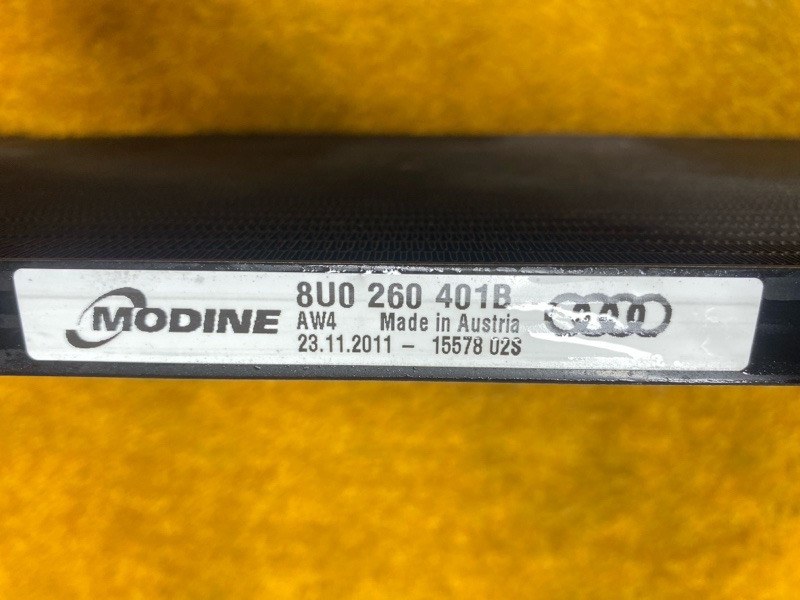 MODINE
8U0 260 401B
AW4 Made in Austria
23.11.2011 - 15578 02S